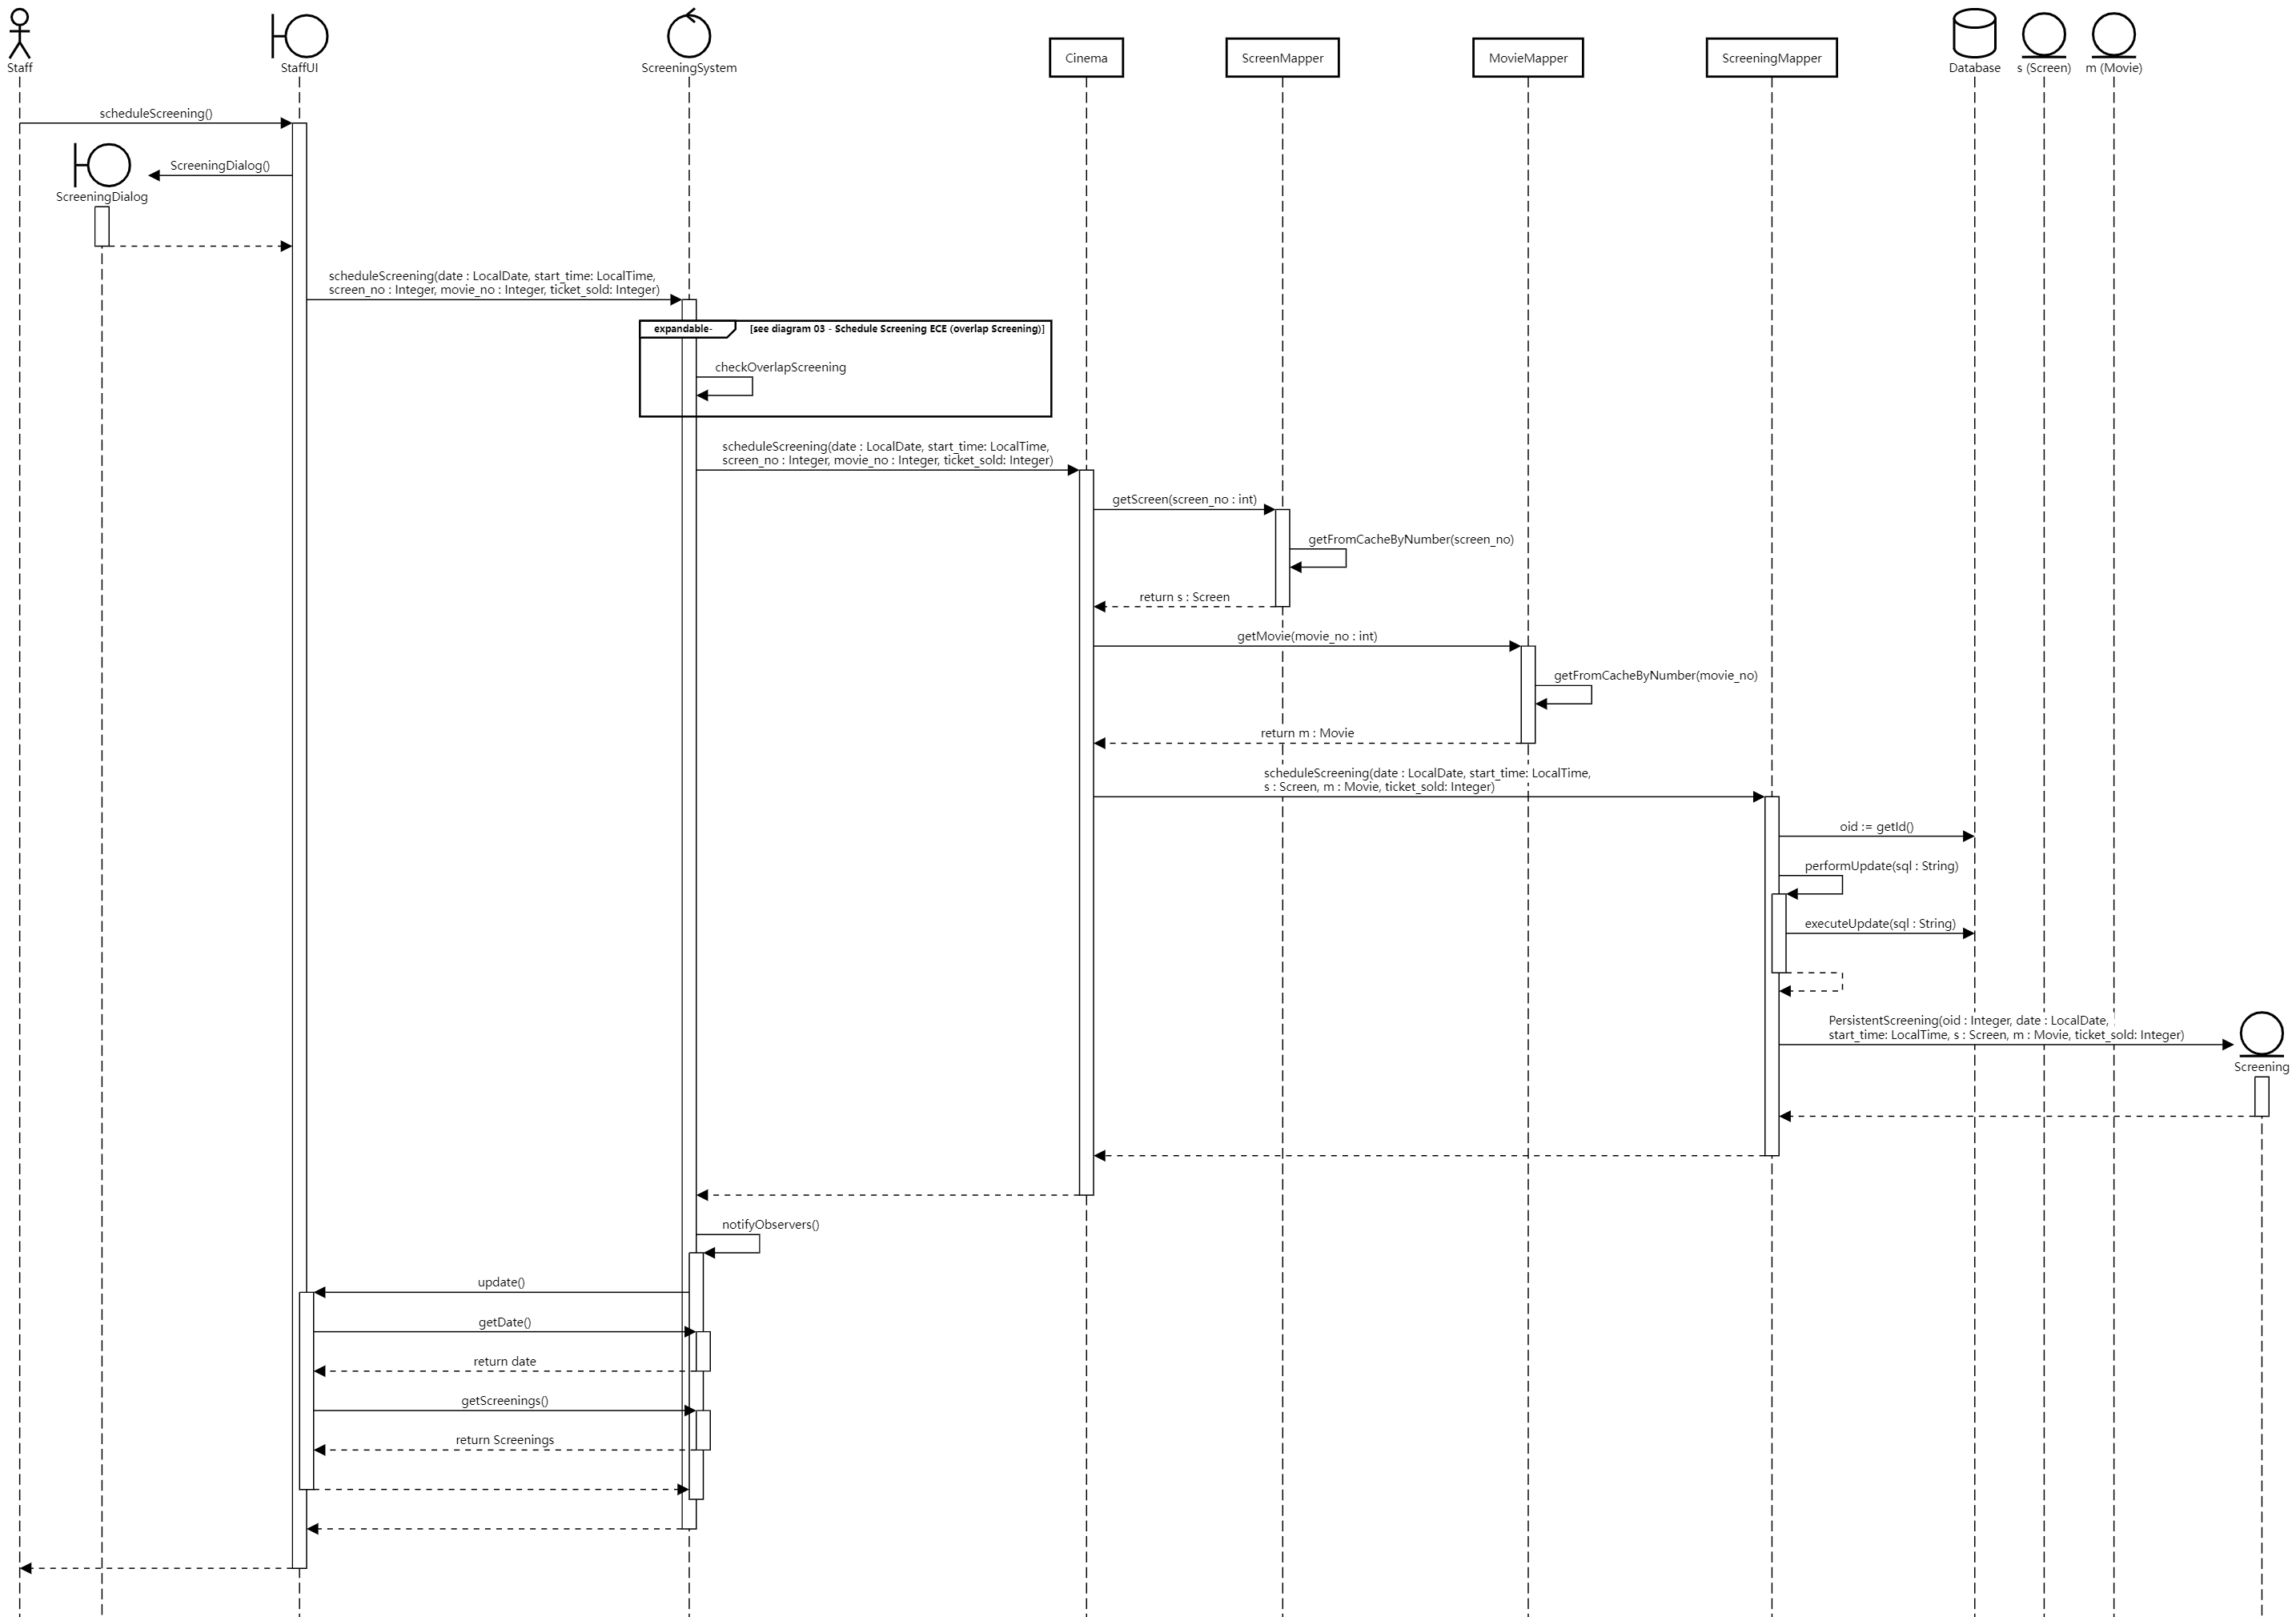 Staff
StaffUI
ScreeningSystem
Cinema
ScreenMapper
MovieMapper
ScreeningMapper
Database
s (Screen)
m (Movie)
scheduleScreening()
ScreeningDialog()
ScreeningDialog
scheduleScreening(date : LocalDate, start_time: LocalTime,
screen_no : Integer, movie_no : Integer, ticket_sold: Integer)
expandable-
[see diagram 03 - Schedule Screening ECE (overlap Screening)]
checkOverlapScreening
scheduleScreening(date : LocalDate, start_time: LocalTime,
screen_no : Integer, movie_no : Integer, ticket_sold: Integer)
getScreen(screen_no : int)
getFromCacheByNumber(screen_no)
return s : Screen
getMovie(movie_no : int)
getFromCacheByNumber(movie_no)
return m : Movie
scheduleScreening(date : LocalDate, start_time: LocalTime,
s : Screen, m : Movie, ticket_sold: Integer)
oid := getId()
performUpdate(sql : String)
executeUpdate(sql : String)
PersistentScreening(oid : Integer, date : LocalDate,
start_time: LocalTime, s : Screen, m : Movie, ticket_sold: Integer)
Screening
notifyObservers()
update()
getDate()
return date
getScreenings()
return Screenings